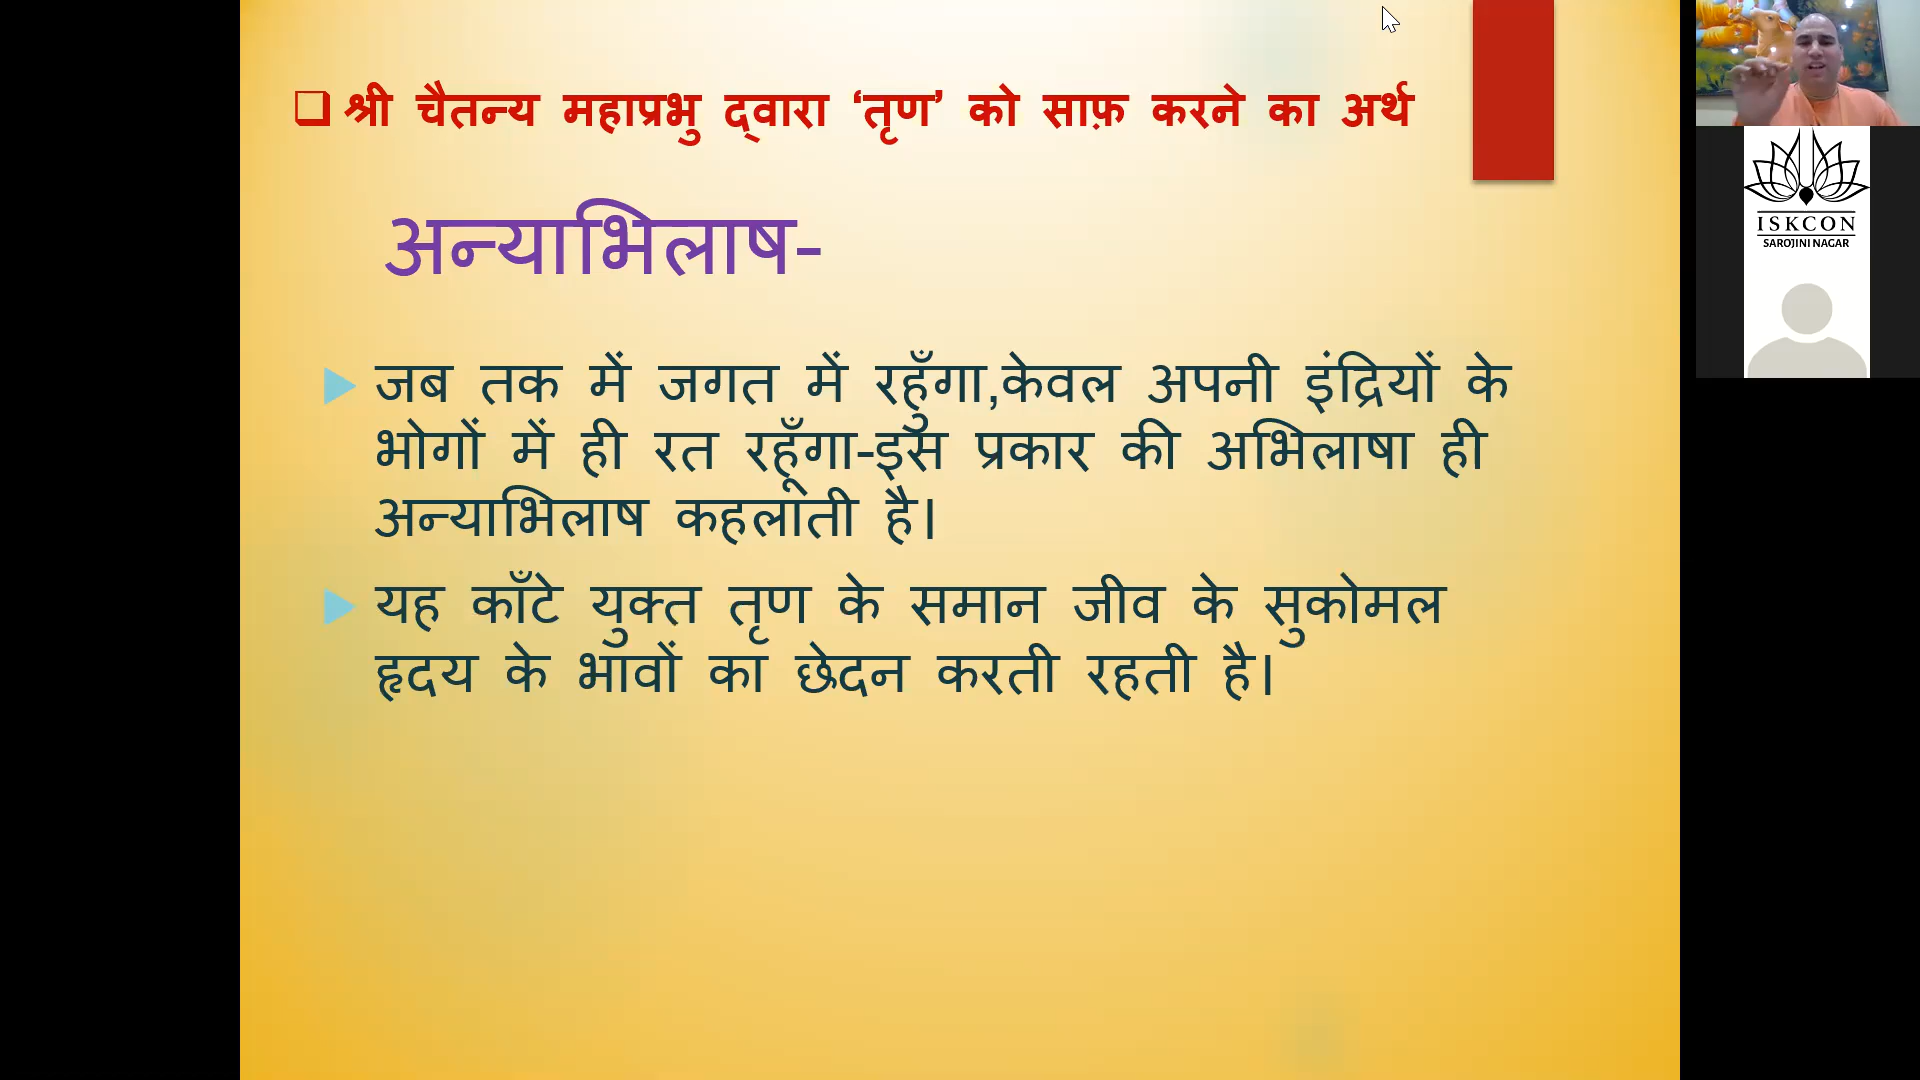 ❑ श्री चैतन्य महाप्रभु द्वारा ‘तृण’ को साफ़ करने का अर्थ
अन्याभिलाष-
जब तक में जगत में रहुँगा,केवल अपनी इंद्रियों के
भोगों में ही रत रहूँगा-इस प्रकार की अभिलाषा ही
अन्याभिलाष कहलाती है।
यह काँटे युक्त तृण के समान जीव के सुकोमल
हृदय के भावों का छेदन करती रहती है।
ISKCON
SAROJINI NAGAR